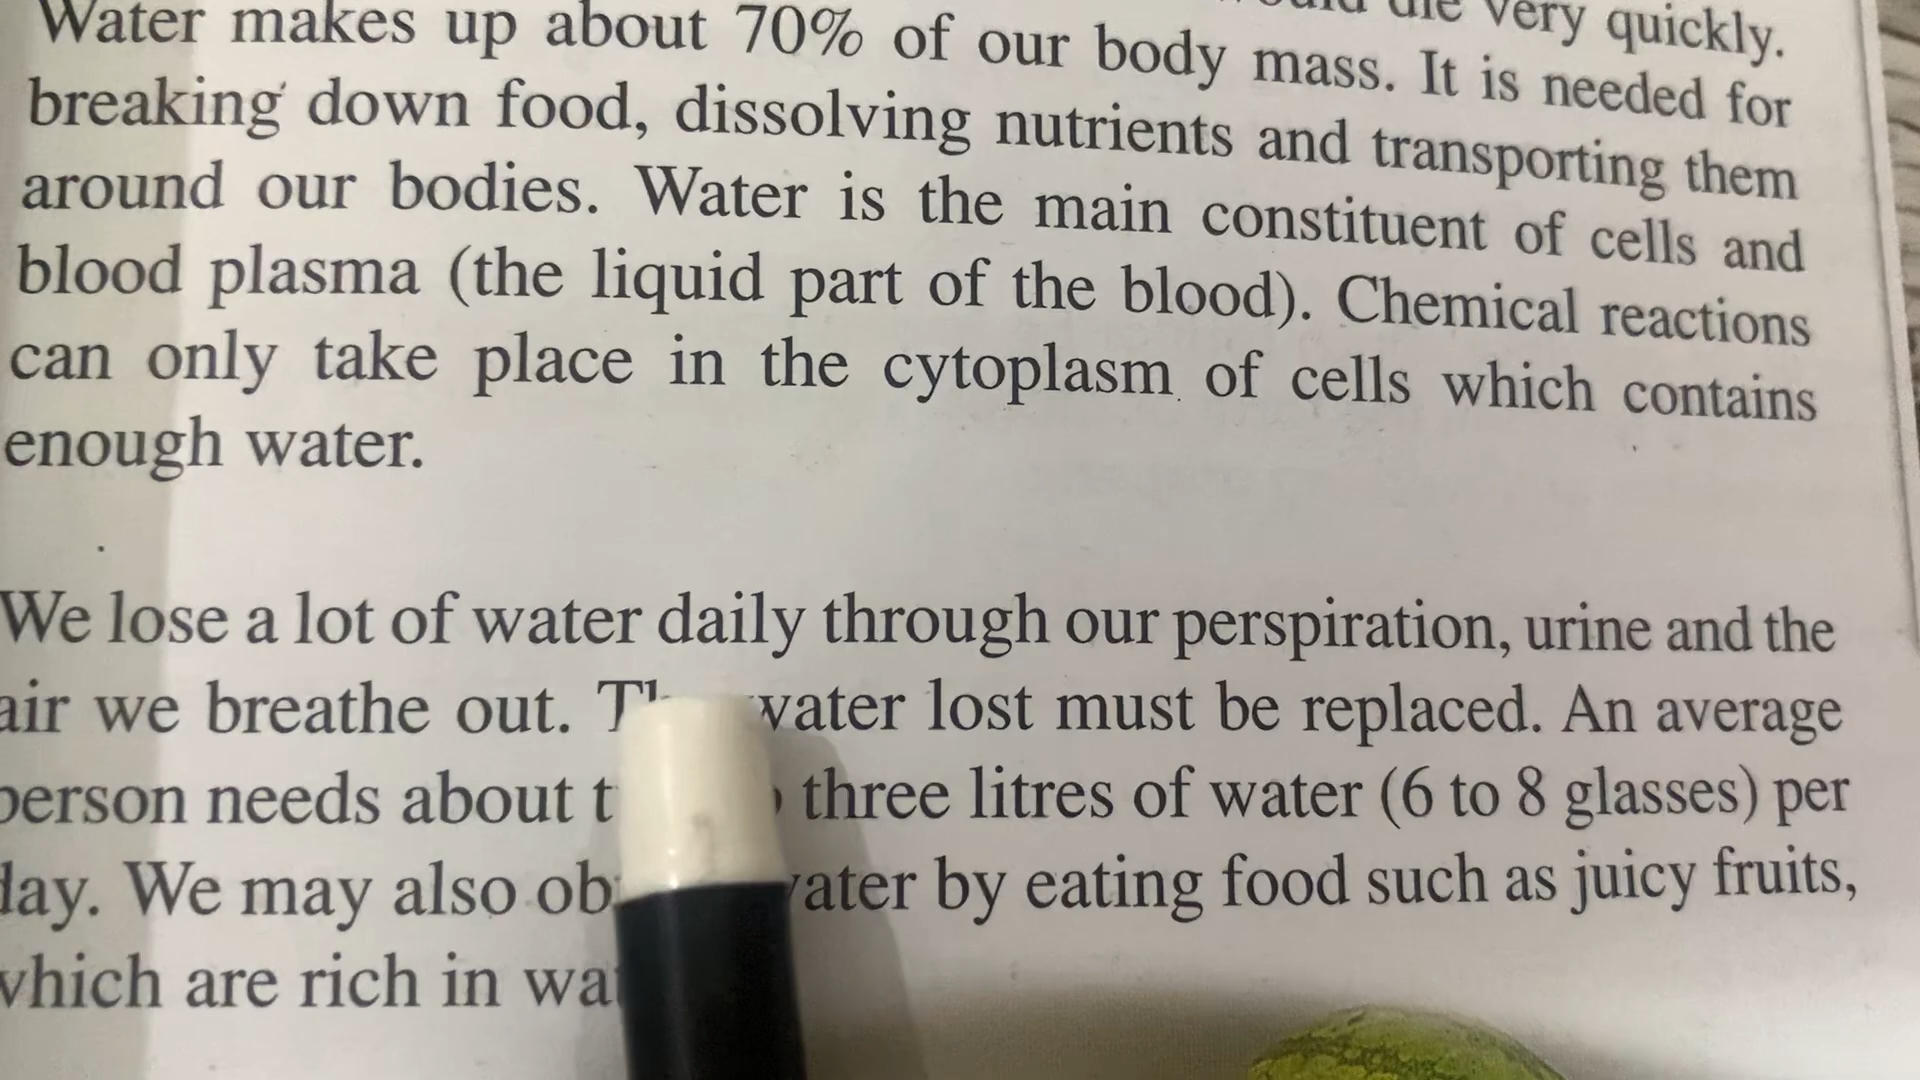 very quickly.
Water makes up about 70% of our body mass. It is needed for
breaking down food, dissolving nutrients and transporting them
around our bodies. Water is the main constituent of cells and
blood plasma (the liquid part of the blood). Chemical reactions
can only take place in the cytoplasm of cells which contains
enough water.
We lose a lot of water daily through our perspiration, urine and the
air we breathe out. water lost must be replaced. An average
person needs about three litres of water (6 to 8 glasses) per
day. We may also water by eating food such as juicy fruits,
which are rich in